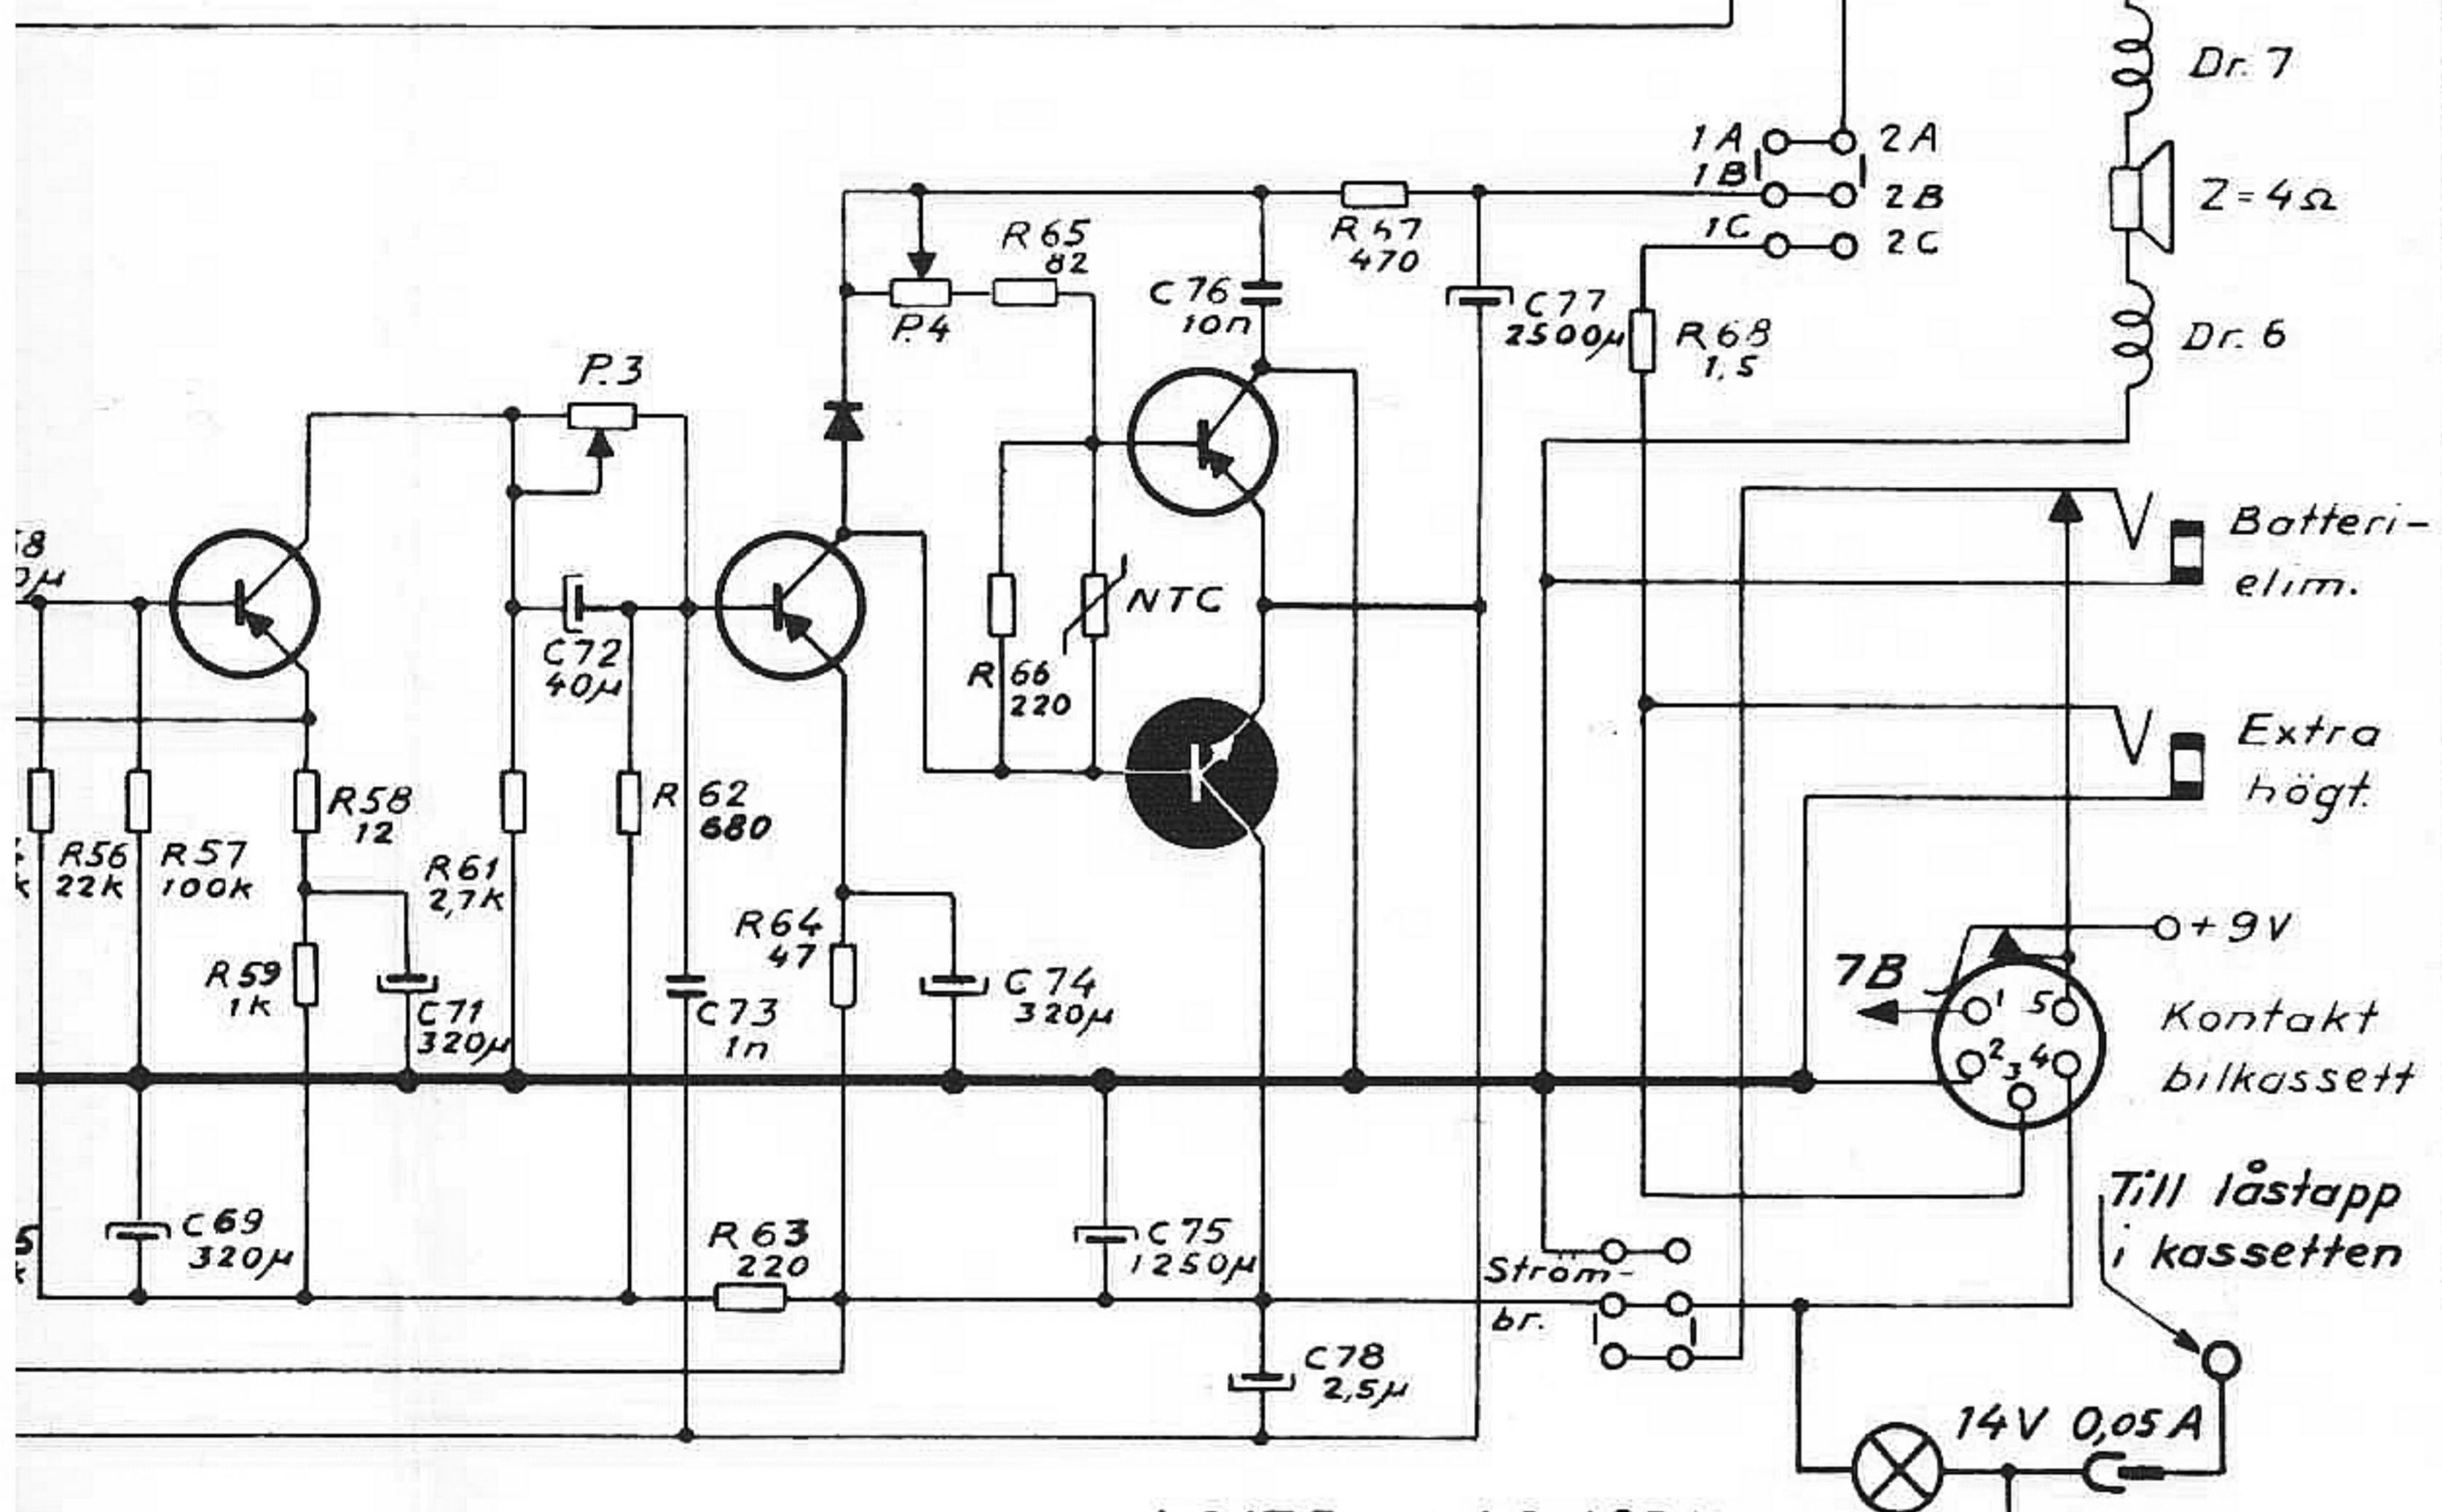 Dr. 7
1A 2A
1B 2B
1C 2C
Z=4Ω
R65
82
R67
470
C76
10n
C77
2500µ
P.4
R68
1,5
Dr. 6
P.3
Batteri-
elim.
NTC
C72
40µ
R66
220
Extra
högt.
R58
12
R62
680
R56
22k
R57
100k
R61
2,7k
R64
47
+9V
7B
R59
1k
C71
320µ
C73
1n
C74
320µ
1 5
2 4
3
Kontakt
bilkassett
Till låstapp
i kassetten
C69
320µ
R63
220
C75
1250µ
Ström-
br.
C78
2,5µ
14V 0,05A